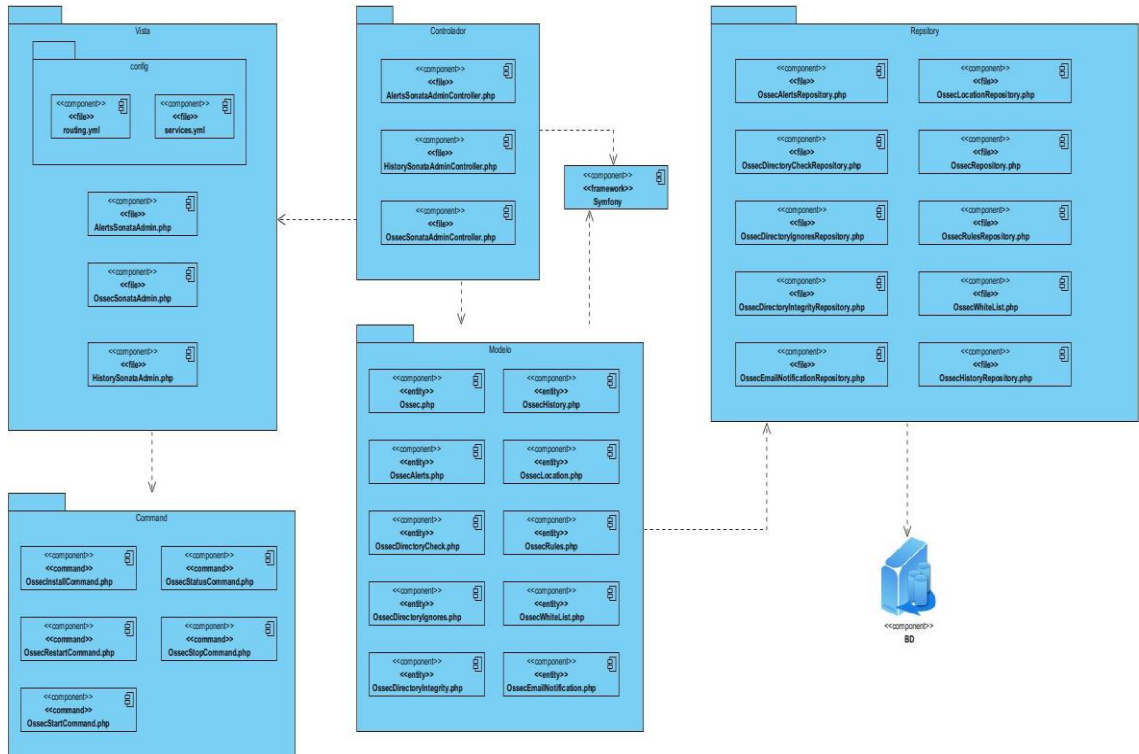 Vista
config
<<component>>
<<file>>
routing.yml
<<component>>
<<file>>
services.yml
<<component>>
<<file>>
AlertsSonataAdmin.php
<<component>>
<<file>>
OssecSonataAdmin.php
<<component>>
<<file>>
HistorySonataAdmin.php
Controlador
<<component>>
<<file>>
AlertsSonataAdminController.php
<<component>>
<<file>>
HistorySonataAdminController.php
<<component>>
<<file>>
OssecSonataAdminController.php
<<component>>
<<framework>>
Symfony
Repsitory
<<component>>
<<file>>
OssecAlertsRepository.php
<<component>>
<<file>>
OssecLocationRepository.php
<<component>>
<<file>>
OssecDirectoryCheckRepository.php
<<component>>
<<file>>
OssecRepository.php
<<component>>
<<file>>
OssecDirectoryIgnoresRepository.php
<<component>>
<<file>>
OssecRulesRepository.php
<<component>>
<<file>>
OssecDirectoryIntegrityRepository.php
<<component>>
<<file>>
OssecWhiteList.php
<<component>>
<<file>>
OssecEmailNotificationRepository.php
<<component>>
<<file>>
OssecHistoryRepository.php
Modelo
<<component>>
<<entity>>
Ossec.php
<<component>>
<<entity>>
OssecHistory.php
<<component>>
<<entity>>
OssecAlerts.php
<<component>>
<<entity>>
OssecLocation.php
<<component>>
<<entity>>
OssecDirectoryCheck.php
<<component>>
<<entity>>
OssecRules.php
<<component>>
<<entity>>
OssecDirectoryIgnores.php
<<component>>
<<entity>>
OssecWhiteList.php
<<component>>
<<entity>>
OssecDirectoryIntegrity.php
<<component>>
<<entity>>
OssecEmailNotification.php
Command
<<component>>
<<command>>
OssecInstallCommand.php
<<component>>
<<command>>
OssecStatusCommand.php
<<component>>
<<command>>
OssecRestartCommand.php
<<component>>
<<command>>
OssecStopCommand.php
<<component>>
<<command>>
OssecStartCommand.php
<<component>>
BD